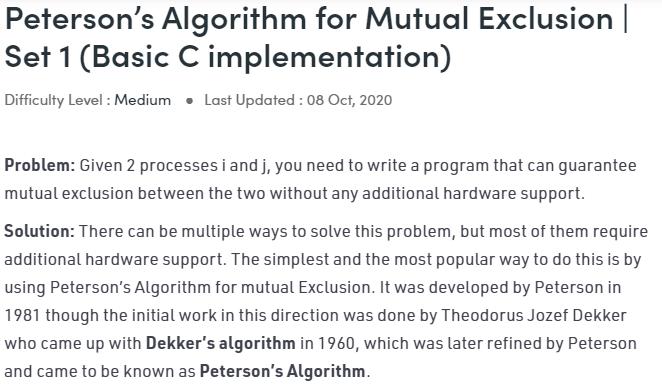 Peterson’s Algorithm for Mutual Exclusion |
Set 1 (Basic C implementation)
Difficulty Level : Medium ● Last Updated : 08 Oct, 2020
Problem: Given 2 processes i and j, you need to write a program that can guarantee
mutual exclusion between the two without any additional hardware support.
Solution: There can be multiple ways to solve this problem, but most of them require
additional hardware support. The simplest and the most popular way to do this is by
using Peterson’s Algorithm for mutual Exclusion. It was developed by Peterson in
1981 though the initial work in this direction was done by Theodorus Jozef Dekker
who came up with Dekker’s algorithm in 1960, which was later refined by Peterson
and came to be known as Peterson’s Algorithm.